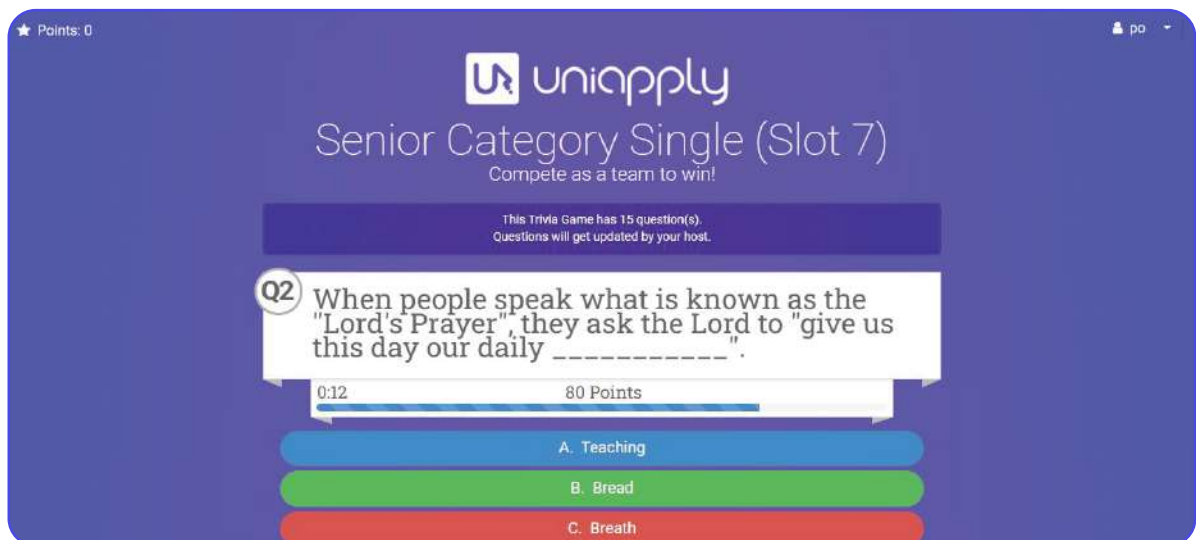 Points: 0
po
uniapply
Senior Category Single (Slot 7)
Compete as a team to win!
This Trivia Game has 15 question(s).
Questions will get updated by your host.
Q2
When people speak what is known as the
"Lord's Prayer", they ask the Lord to "give us
this day our daily ___________".
0:12 80 Points
A. Teaching
B. Bread
C. Breath